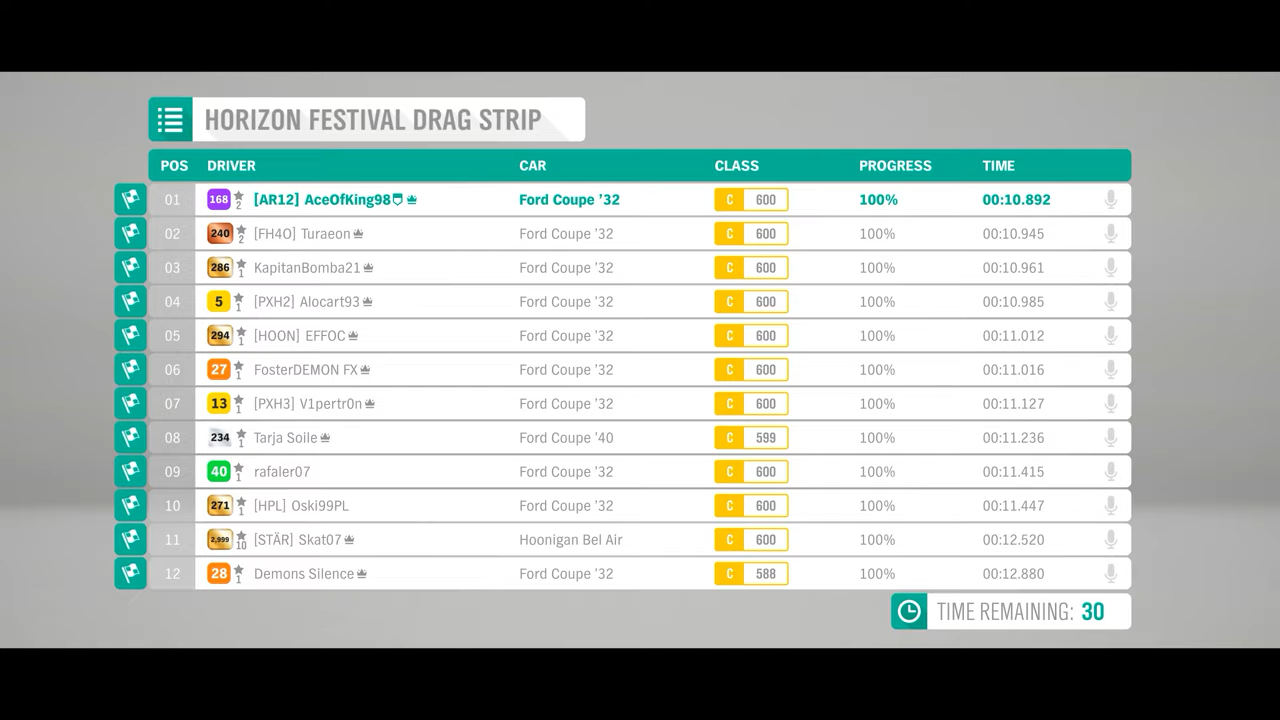 HORIZON FESTIVAL DRAG STRIP
POS DRIVER CAR CLASS PROGRESS TIME
01 168 2 [AR12] AceOfKing98 Ford Coupe '32 C 600 100% 00:10.892
02 240 2 [FH4O] Turaeon Ford Coupe '32 C 600 100% 00:10.945
03 286 1 KapitanBomba21 Ford Coupe '32 C 600 100% 00:10.961
04 5 1 [PXH2] Alocart93 Ford Coupe '32 C 600 100% 00:10.985
05 294 1 [HOON] EFFOC Ford Coupe '32 C 600 100% 00:11.012
06 27 1 FosterDEMON FX Ford Coupe '32 C 600 100% 00:11.016
07 13 1 [PXH3] V1pertr0n Ford Coupe '32 C 600 100% 00:11.127
08 234 1 Tarja Soile Ford Coupe '40 C 599 100% 00:11.236
09 40 1 rafaler07 Ford Coupe '32 C 600 100% 00:11.415
10 271 1 [HPL] Oski99PL Ford Coupe '32 C 600 100% 00:11.447
11 2,999 10 [STÄR] Skat07 Hoonigan Bel Air C 600 100% 00:12.520
12 28 1 Demons Silence Ford Coupe '32 C 588 100% 00:12.880
TIME REMAINING: 30